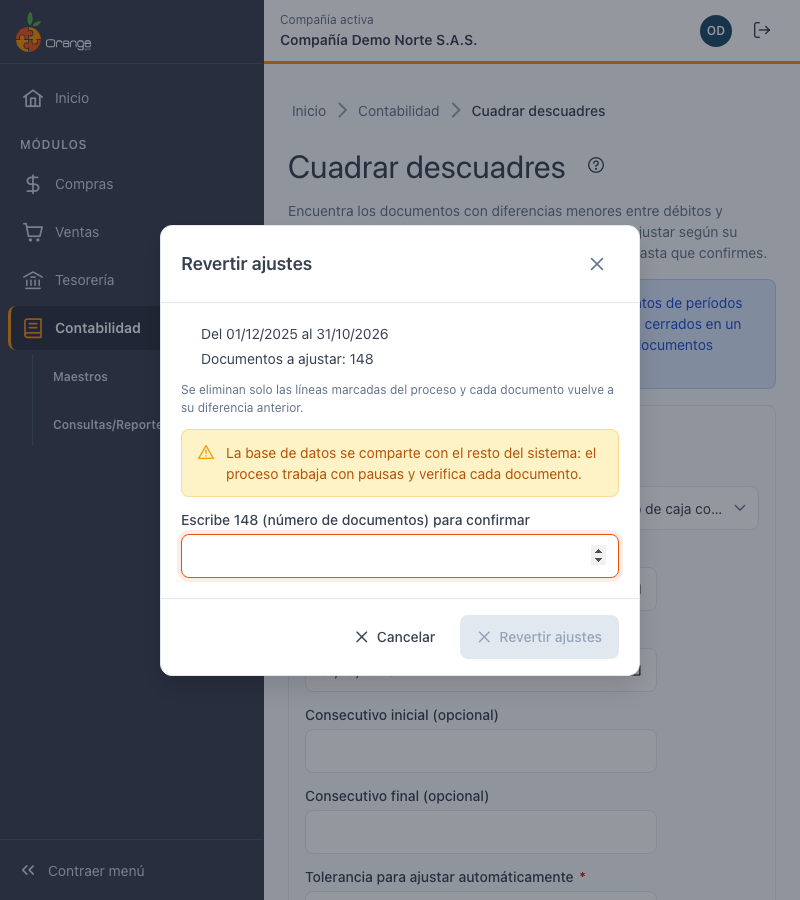 Orange
Compañía activa
Compañía Demo Norte S.A.S.
OD
Inicio
MÓDULOS
Compras
Ventas
Tesorería
Contabilidad
Maestros
Consultas/Reporte
Contraer menú
Inicio
Contabilidad
Cuadrar descuadres
Cuadrar descuadres
Encuentra los documentos con diferencias menores entre débitos y
justar según su
asta que confirmes.
tos de períodos
cerrados en un
ocumentos
Revertir ajustes
Del 01/12/2025 al 31/10/2026
Documentos a ajustar: 148
Se eliminan solo las líneas marcadas del proceso y cada documento vuelve a
su diferencia anterior.
La base de datos se comparte con el resto del sistema: el
proceso trabaja con pausas y verifica cada documento.
Escribe 148 (número de documentos) para confirmar
Cancelar
Revertir ajustes
de caja co...
Consecutivo inicial (opcional)
Consecutivo final (opcional)
Tolerancia para ajustar automáticamente *